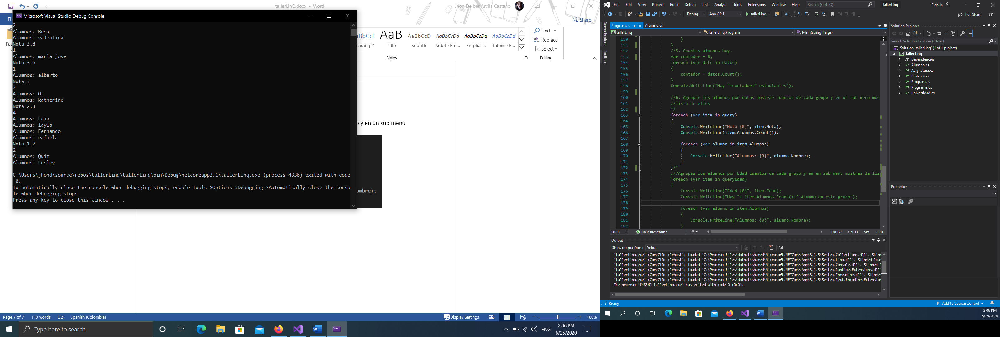 tallerLinQ.docx - Word
Jhon Deiber Arcila Castaño
Microsoft Visual Studio Debug Console
Share
2
Alumnos: Rosa
Alumnos: valentina
Nota 3.8
1
Alumnos: maria jose
Nota 3.6
1
Alumnos: alberto
Nota 3
2
Alumnos: Ot
Alumnos: katherine
Nota 2.3
4
Alumnos: Laia
Alumnos: layla
Alumnos: Fernando
Alumnos: rafaela
Nota 1.7
2
Alumnos: Quim
Alumnos: Lesley
C:\Users\jhond\source\repos\tallerLinq\tallerLinq\bin\Debug\netcoreapp3.1\tallerLinq.exe (process 4836) exited with code
0.
To automatically close the console when debugging stops, enable Tools->Options->Debugging->Automatically close the conso
le when debugging stops.
Press any key to close this window . . .
AaBbCcD AaB AaBbCcD AaBbCcDd AaBbCcDd AaBbCcDd
eading 2 Title Subtitle Subtle Em... Emphasis Intense E...
Styles
Find
Replace
Select
Editing
o y en un sub menú
ombre);
Page 7 of 7 113 words Spanish (Colombia)
Display Settings 100%
Type here to search
ENG 2:06 PM
6/25/2020
File Edit View Project Build Debug Test Analyze Tools Extensions Window Help Search (Ctrl+Q) tallerLinq Sign in
Debug Any CPU tallerLinq Live Share
Server Explorer
Toolbox
Program.cs Alumno.cs
tallerLinq tallerLinq.Program Main(string[] args)
150 }
151 }
152 //5. Cuantos almunos hay.
153 var contador = 0;
154 foreach (var dato in datos)
155 {
156 contador = datos.Count();
157 }
158 Console.WriteLine("Hay "+contador+" estudiantes");
159
160 //6. Agrupar los alumnos por notas mostrar cuantos de cada grupo y en un sub menu mos
161 //lista de ellos
162 */
163 foreach (var item in query)
164 {
165 Console.WriteLine("Nota {0}", item.Nota);
166 Console.WriteLine(item.Alumnos.Count());
167
168 foreach (var alumno in item.Alumnos)
169 {
170 Console.WriteLine("Alumnos: {0}", alumno.Nombre);
171 }
172 }/*
173 //7Agrupas los alumnos por Edad cuantos de cada grupo y en un sub menu mostras la lis
174 foreach (var item in queryEdad)
175 {
176 Console.WriteLine("Edad {0}", item.Edad);
177 Console.WriteLine("Hay "+ item.Alumnos.Count()+" Alumno en este grupo");
178
179 foreach (var alumno in item.Alumnos)
180 {
181 Console.WriteLine("Alumnos: {0}", alumno.Nombre);
182 }
110 % No issues found Ln: 178 Ch: 13 SPC CRLF
Output
Show output from: Debug
'tallerLinq.exe' (CoreCLR: clrhost): Loaded 'C:\Program Files\dotnet\shared\Microsoft.NETCore.App\3.1.5\System.Collections.dll'. Skipp
'tallerLinq.exe' (CoreCLR: clrhost): Loaded 'C:\Program Files\dotnet\shared\Microsoft.NETCore.App\3.1.5\System.Linq.dll'. Skipped loac
'tallerLinq.exe' (CoreCLR: clrhost): Loaded 'C:\Program Files\dotnet\shared\Microsoft.NETCore.App\3.1.5\System.Console.dll'. Skipped l
'tallerLinq.exe' (CoreCLR: clrhost): Loaded 'C:\Program Files\dotnet\shared\Microsoft.NETCore.App\3.1.5\System.Runtime.Extensions.dll'
'tallerLinq.exe' (CoreCLR: clrhost): Loaded 'C:\Program Files\dotnet\shared\Microsoft.NETCore.App\3.1.5\System.Threading.dll'. Skipped
'tallerLinq.exe' (CoreCLR: clrhost): Loaded 'C:\Program Files\dotnet\shared\Microsoft.NETCore.App\3.1.5\System.Text.Encoding.Extension
The program '[4836] tallerLinq.exe' has exited with code 0 (0x0).
Solution Explorer
Search Solution Explorer (Ctrl+;)
Solution 'tallerLinq' (1 of 1 project)
tallerLinq
Dependencies
Alumno.cs
Asignatura.cs
Profesor.cs
Program.cs
Programa.cs
universidad.cs
Properties
Ready Add to Source Control
2:06 PM
6/25/2020